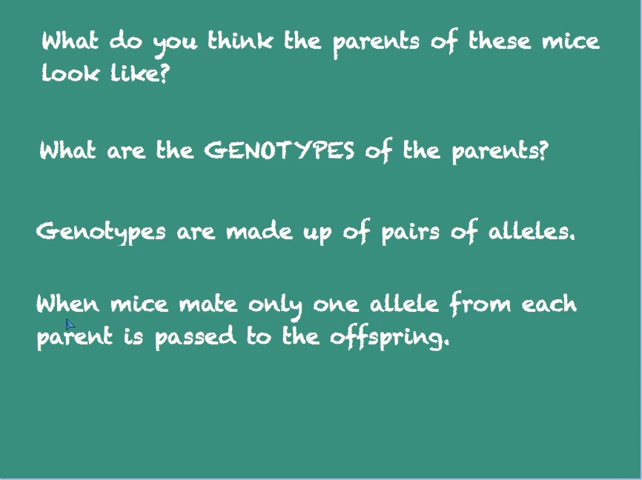 What do you think the parents of these mice
look like?
What are the GENOTYPES of the parents?
Genotypes are made up of pairs of alleles.
When mice mate only one allele from each
parent is passed to the offspring.